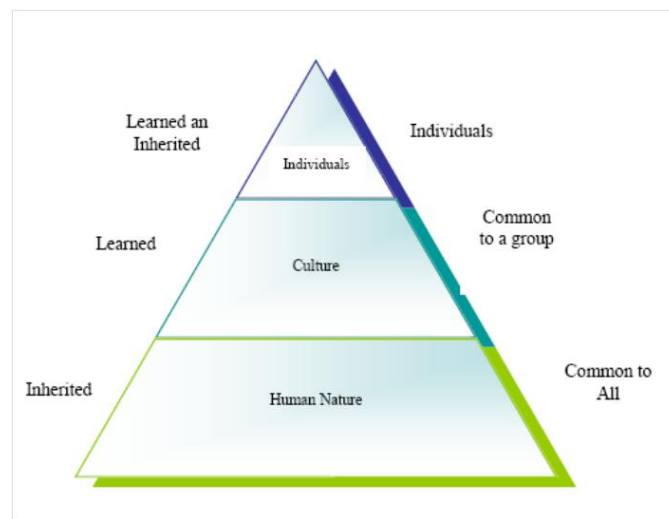 Learned an
Inherited
Individuals
Individuals
Learned
Culture
Common
to a group
Inherited
Human Nature
Common to
All